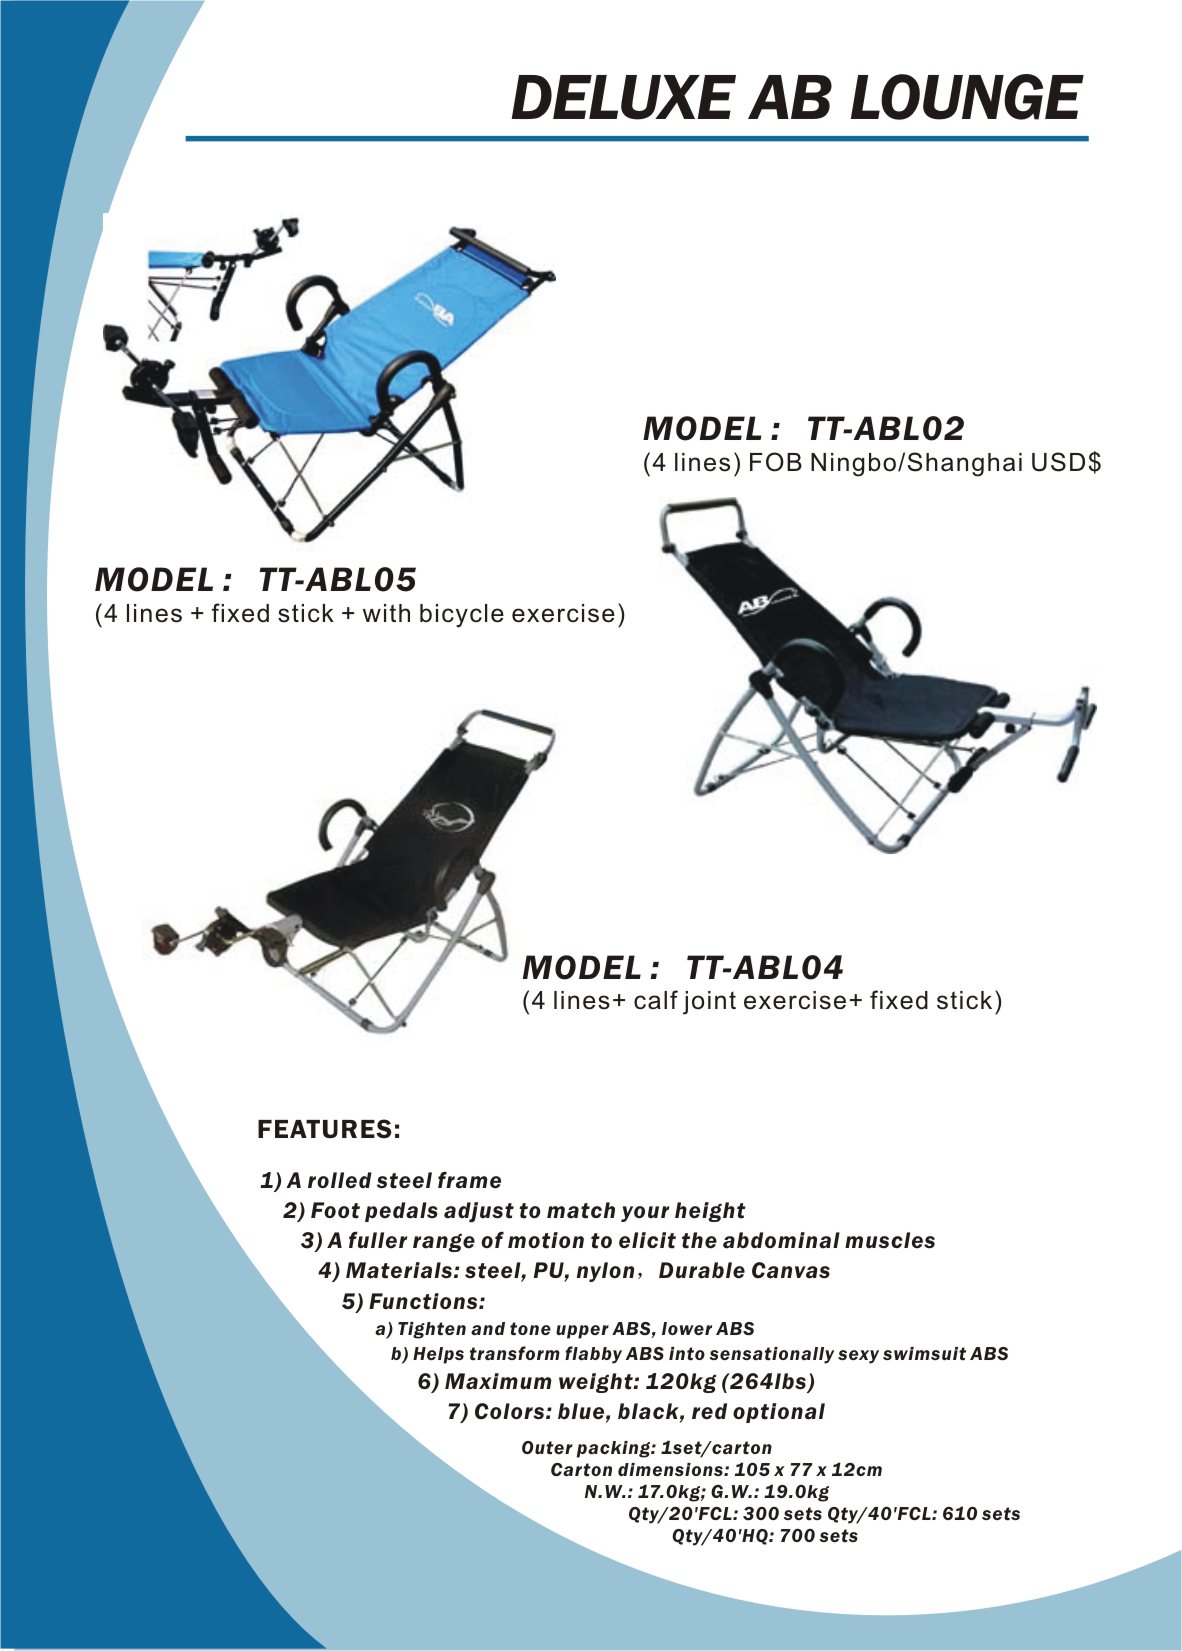 DELUXE AB LOUNGE
MODEL : TT-ABL02
(4 lines) FOB Ningbo/Shanghai USD$
MODEL : TT-ABL05
(4 lines + fixed stick + with bicycle exercise)
AB
MODEL : TT-ABL04
(4 lines+ calf joint exercise+ fixed stick)
FEATURES:
1) A rolled steel frame
2) Foot pedals adjust to match your height
3) A fuller range of motion to elicit the abdominal muscles
4) Materials: steel, PU, nylon，Durable Canvas
5) Functions:
a) Tighten and tone upper ABS, lower ABS
b) Helps transform flabby ABS into sensationally sexy swimsuit ABS
6) Maximum weight: 120kg (264lbs)
7) Colors: blue, black, red optional
Outer packing: 1set/carton
Carton dimensions: 105 x 77 x 12cm
N.W.: 17.0kg; G.W.: 19.0kg
Qty/20'FCL: 300 sets Qty/40'FCL: 610 sets
Qty/40'HQ: 700 sets